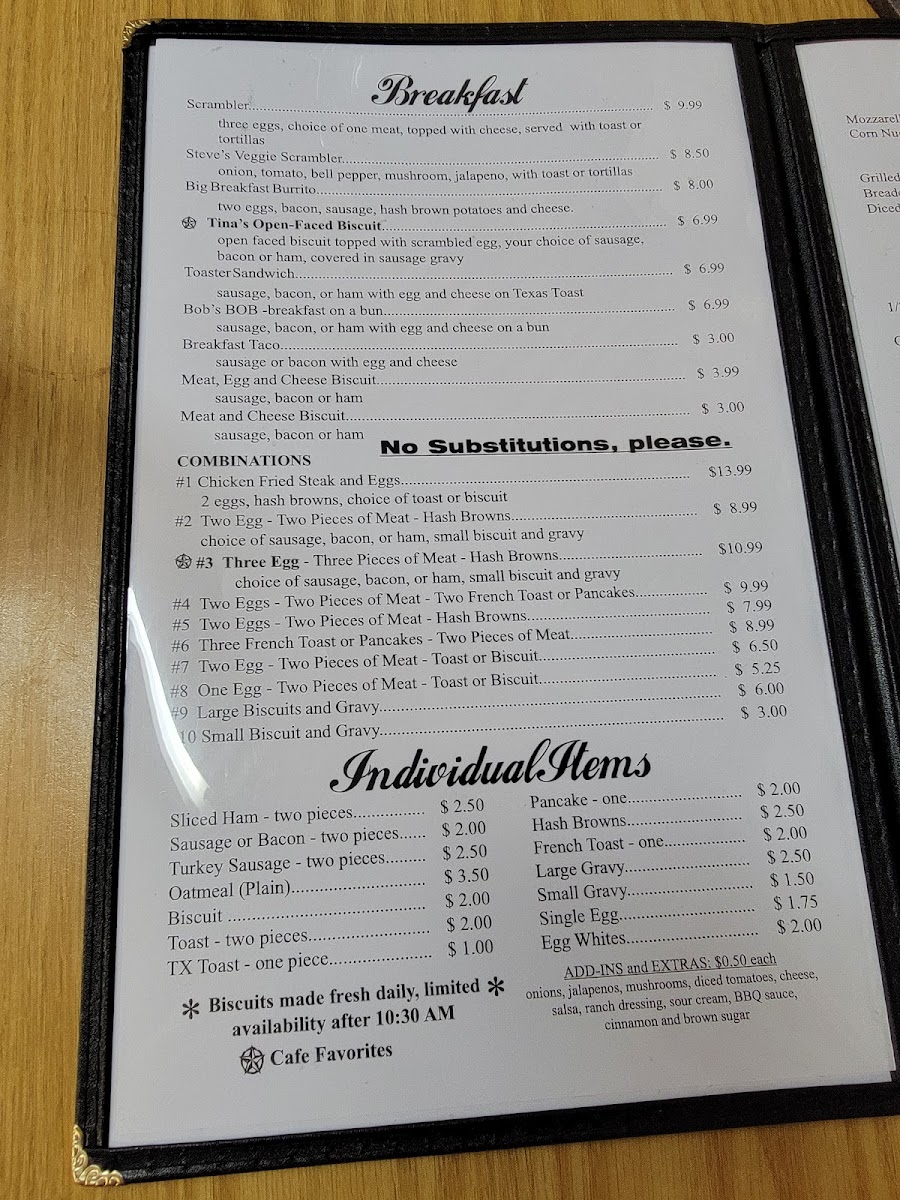 Breakfast
Scrambler........ $ 9.99
three eggs, choice of one meat, topped with cheese, served with toast or
tortillas
Steve's Veggie Scrambler........ $ 8.50
onion, tomato, bell pepper, mushroom, jalapeno, with toast or tortillas
Big Breakfast Burrito........ $ 8.00
two eggs, bacon, sausage, hash brown potatoes and cheese.
Tina's Open-Faced Biscuit........ $ 6.99
open faced biscuit topped with scrambled egg, your choice of sausage,
bacon or ham, covered in sausage gravy
Toaster Sandwich........ $ 6.99
sausage, bacon, or ham with egg and cheese on Texas Toast
Bob's BOB -breakfast on a bun........ $ 6.99
sausage, bacon, or ham with egg and cheese on a bun
Breakfast Taco........ $ 3.00
sausage or bacon with egg and cheese
Meat, Egg and Cheese Biscuit........ $ 3.99
sausage, bacon or ham
Meat and Cheese Biscuit........ $ 3.00
sausage, bacon or ham
No Substitutions, please.
COMBINATIONS
#1 Chicken Fried Steak and Eggs........ $13.99
2 eggs, hash browns, choice of toast or biscuit
#2 Two Egg - Two Pieces of Meat - Hash Browns........ $ 8.99
choice of sausage, bacon, or ham, small biscuit and gravy
#3 Three Egg - Three Pieces of Meat - Hash Browns........ $10.99
choice of sausage, bacon, or ham, small biscuit and gravy
#4 Two Eggs - Two Pieces of Meat - Two French Toast or Pancakes........ $ 9.99
#5 Two Eggs - Two Pieces of Meat - Hash Browns........ $ 7.99
#6 Three French Toast or Pancakes - Two Pieces of Meat........ $ 8.99
#7 Two Egg - Two Pieces of Meat - Toast or Biscuit........ $ 6.50
#8 One Egg - Two Pieces of Meat - Toast or Biscuit........ $ 5.25
#9 Large Biscuits and Gravy........ $ 6.00
10 Small Biscuit and Gravy........ $ 3.00
Individual Items
Sliced Ham - two pieces........ $ 2.50
Sausage or Bacon - two pieces...... $ 2.00
Turkey Sausage - two pieces........ $ 2.50
Oatmeal (Plain)........ $ 3.50
Biscuit ........ $ 2.00
Toast - two pieces........ $ 2.00
TX Toast - one piece........ $ 1.00
Pancake - one........ $ 2.00
Hash Browns........ $ 2.50
French Toast - one........ $ 2.00
Large Gravy........ $ 2.50
Small Gravy........ $ 1.50
Single Egg........ $ 1.75
Egg Whites........ $ 2.00
* Biscuits made fresh daily, limited *
availability after 10:30 AM
Cafe Favorites
ADD-INS and EXTRAS: $0.50 each
onions, jalapenos, mushrooms, diced tomatoes, cheese,
salsa, ranch dressing, sour cream, BBQ sauce,
cinnamon and brown sugar
Corn
Grilled
Diced